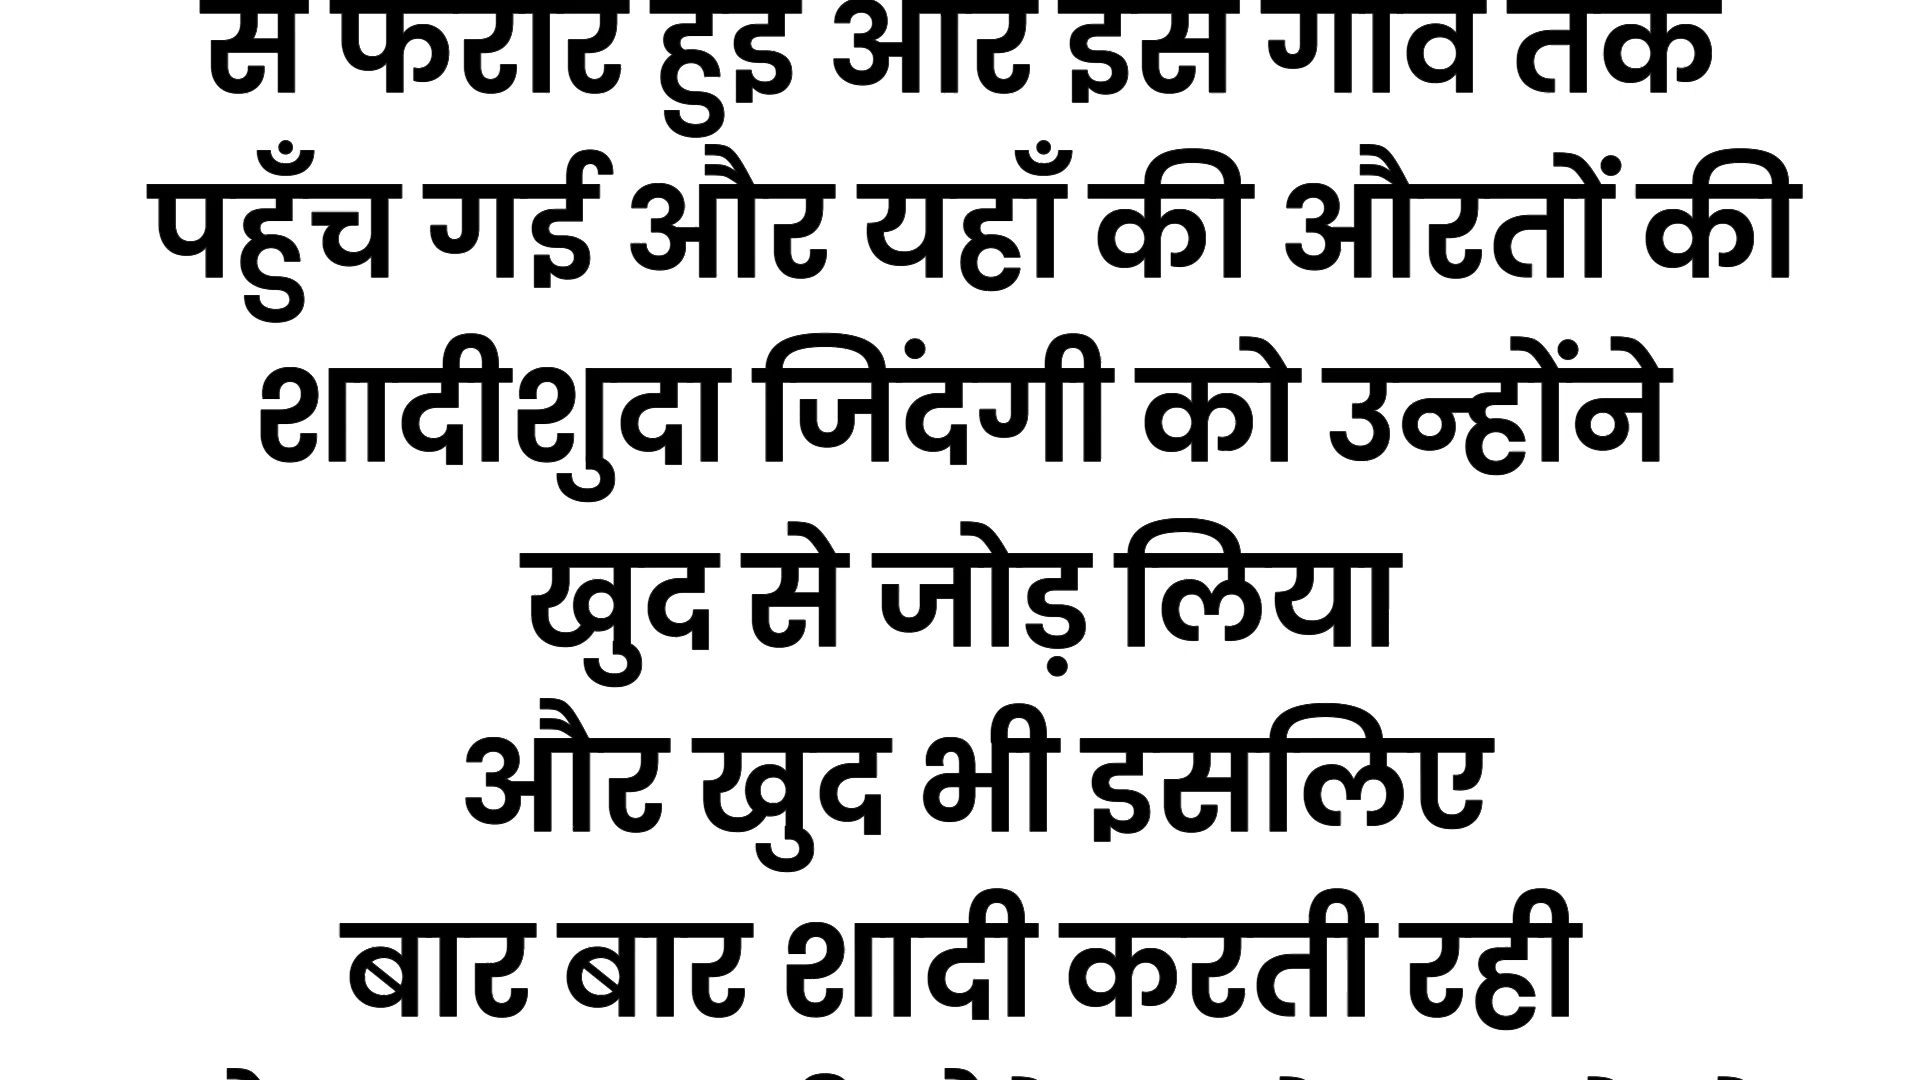 से फरार हुई और इस गाँव तक
पहुँच गई और यहाँ की औरतों की
शादीशुदा जिंदगी को उन्होंने
खुद से जोड़ लिया
और खुद भी इसलिए
बार बार शादी करती रही